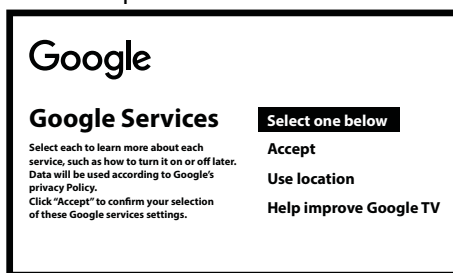 Google
Google Services
Select each to learn more about each
service, such as how to turn it on or off later.
Data will be used according to Google's
privacy Policy.
Click “Accept” to confirm your selection
of these Google services settings.
Select one below
Accept
Use location
Help improve Google TV